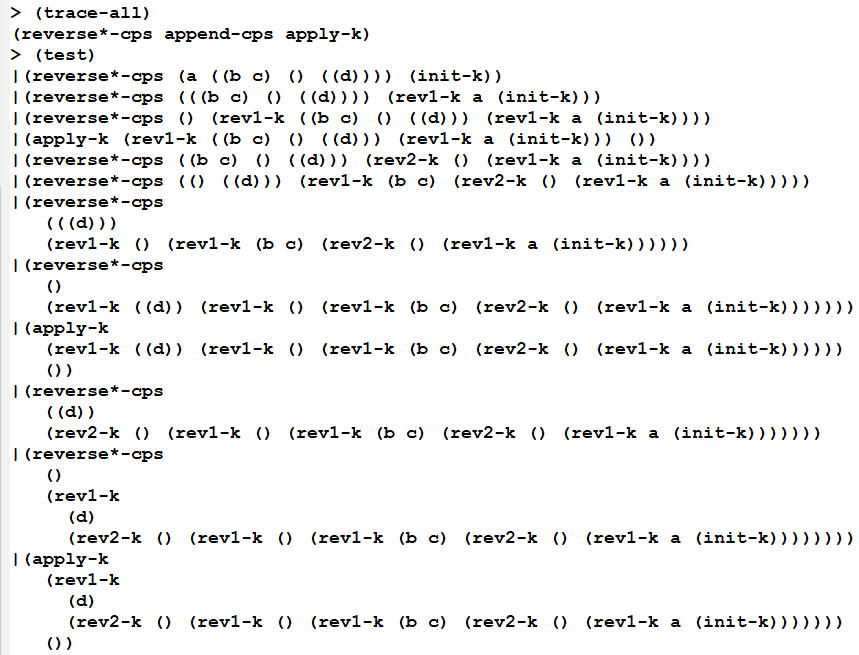 > (trace-all)
(reverse*-cps append-cps apply-k)
> (test)
|(reverse*-cps (a ((b c) () ((d)))) (init-k))
|(reverse*-cps (((b c) () ((d)))) (rev1-k a (init-k)))
|(reverse*-cps () (rev1-k ((b c) () ((d))) (rev1-k a (init-k))))
|(apply-k (rev1-k ((b c) () ((d))) (rev1-k a (init-k))) ())
|(reverse*-cps ((b c) () ((d))) (rev2-k () (rev1-k a (init-k))))
|(reverse*-cps (() ((d))) (rev1-k (b c) (rev2-k () (rev1-k a (init-k)))))
|(reverse*-cps
(((d)))
(rev1-k () (rev1-k (b c) (rev2-k () (rev1-k a (init-k))))))
|(reverse*-cps
()
(rev1-k ((d)) (rev1-k () (rev1-k (b c) (rev2-k () (rev1-k a (init-k)))))))
|(apply-k
(rev1-k ((d)) (rev1-k () (rev1-k (b c) (rev2-k () (rev1-k a (init-k))))))
())
|(reverse*-cps
((d))
(rev2-k () (rev1-k () (rev1-k (b c) (rev2-k () (rev1-k a (init-k)))))))
|(reverse*-cps
()
(rev1-k
(d)
(rev2-k () (rev1-k () (rev1-k (b c) (rev2-k () (rev1-k a (init-k))))))))
|(apply-k
(rev1-k
(d)
(rev2-k () (rev1-k () (rev1-k (b c) (rev2-k () (rev1-k a (init-k)))))))
())